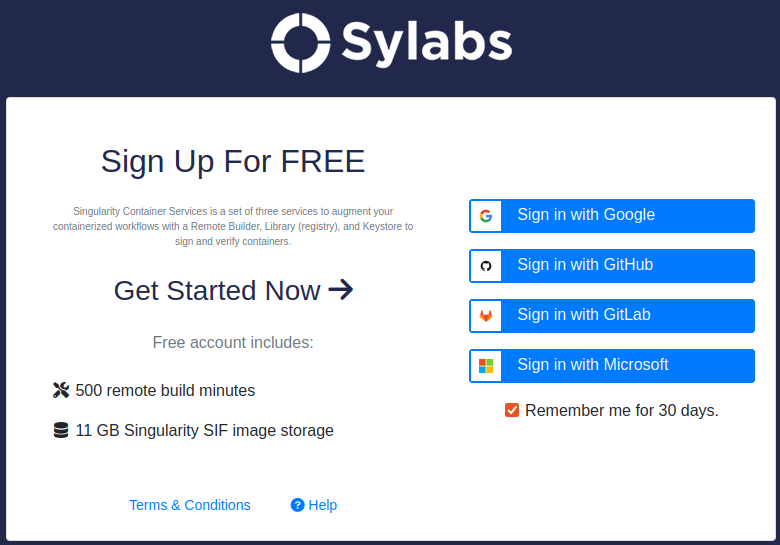 Sylabs
Sign Up For FREE
Singularity Container Services is a set of three services to augment your
containerized workflows with a Remote Builder, Library (registry), and Keystore to
sign and verify containers.
Get Started Now
Free account includes:
500 remote build minutes
11 GB Singularity SIF image storage
Terms & Conditions
Help
Sign in with Google
Sign in with GitHub
Sign in with GitLab
Sign in with Microsoft
Remember me for 30 days.